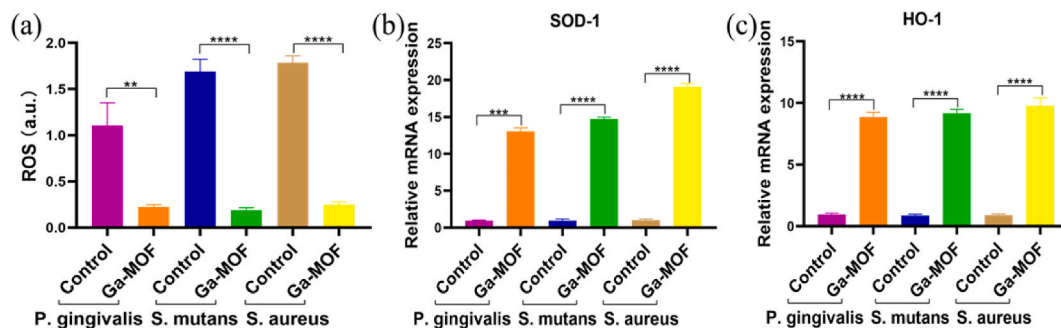 (a)
ROS (a.u.)
2.0
1.5
1.0
0.5
0.0
**
****
****
Control
Ga-MOF
Control
Ga-MOF
Control
Ga-MOF
P. gingivalis S. mutans S. aureus
(b)
SOD-1
Relative mRNA expression
25
20
15
10
5
0
***
****
****
Control
Ga-MOF
Control
Ga-MOF
Control
Ga-MOF
P. gingivalis S. mutans S. aureus
(c)
HO-1
Relative mRNA expression
15
10
5
0
****
****
****
Control
Ga-MOF
Control
Ga-MOF
Control
Ga-MOF
P. gingivalis S. mutans S. aureus